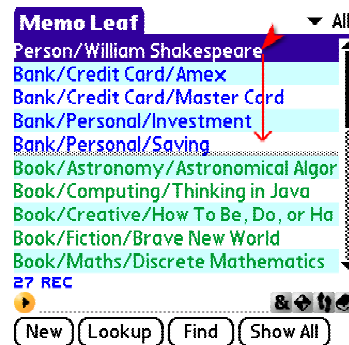 Memo Leaf
All
Person/William Shakespeare
Bank/Credit Card/Amex
Bank/Credit Card/Master Card
Bank/Personal/Investment
Bank/Personal/Saving
Book/Astronomy/Astronomical Algor
Book/Computing/Thinking in Java
Book/Creative/How To Be, Do, or Ha
Book/Fiction/Brave New World
Book/Maths/Discrete Mathematics
27 REC
&
New Lookup Find Show All